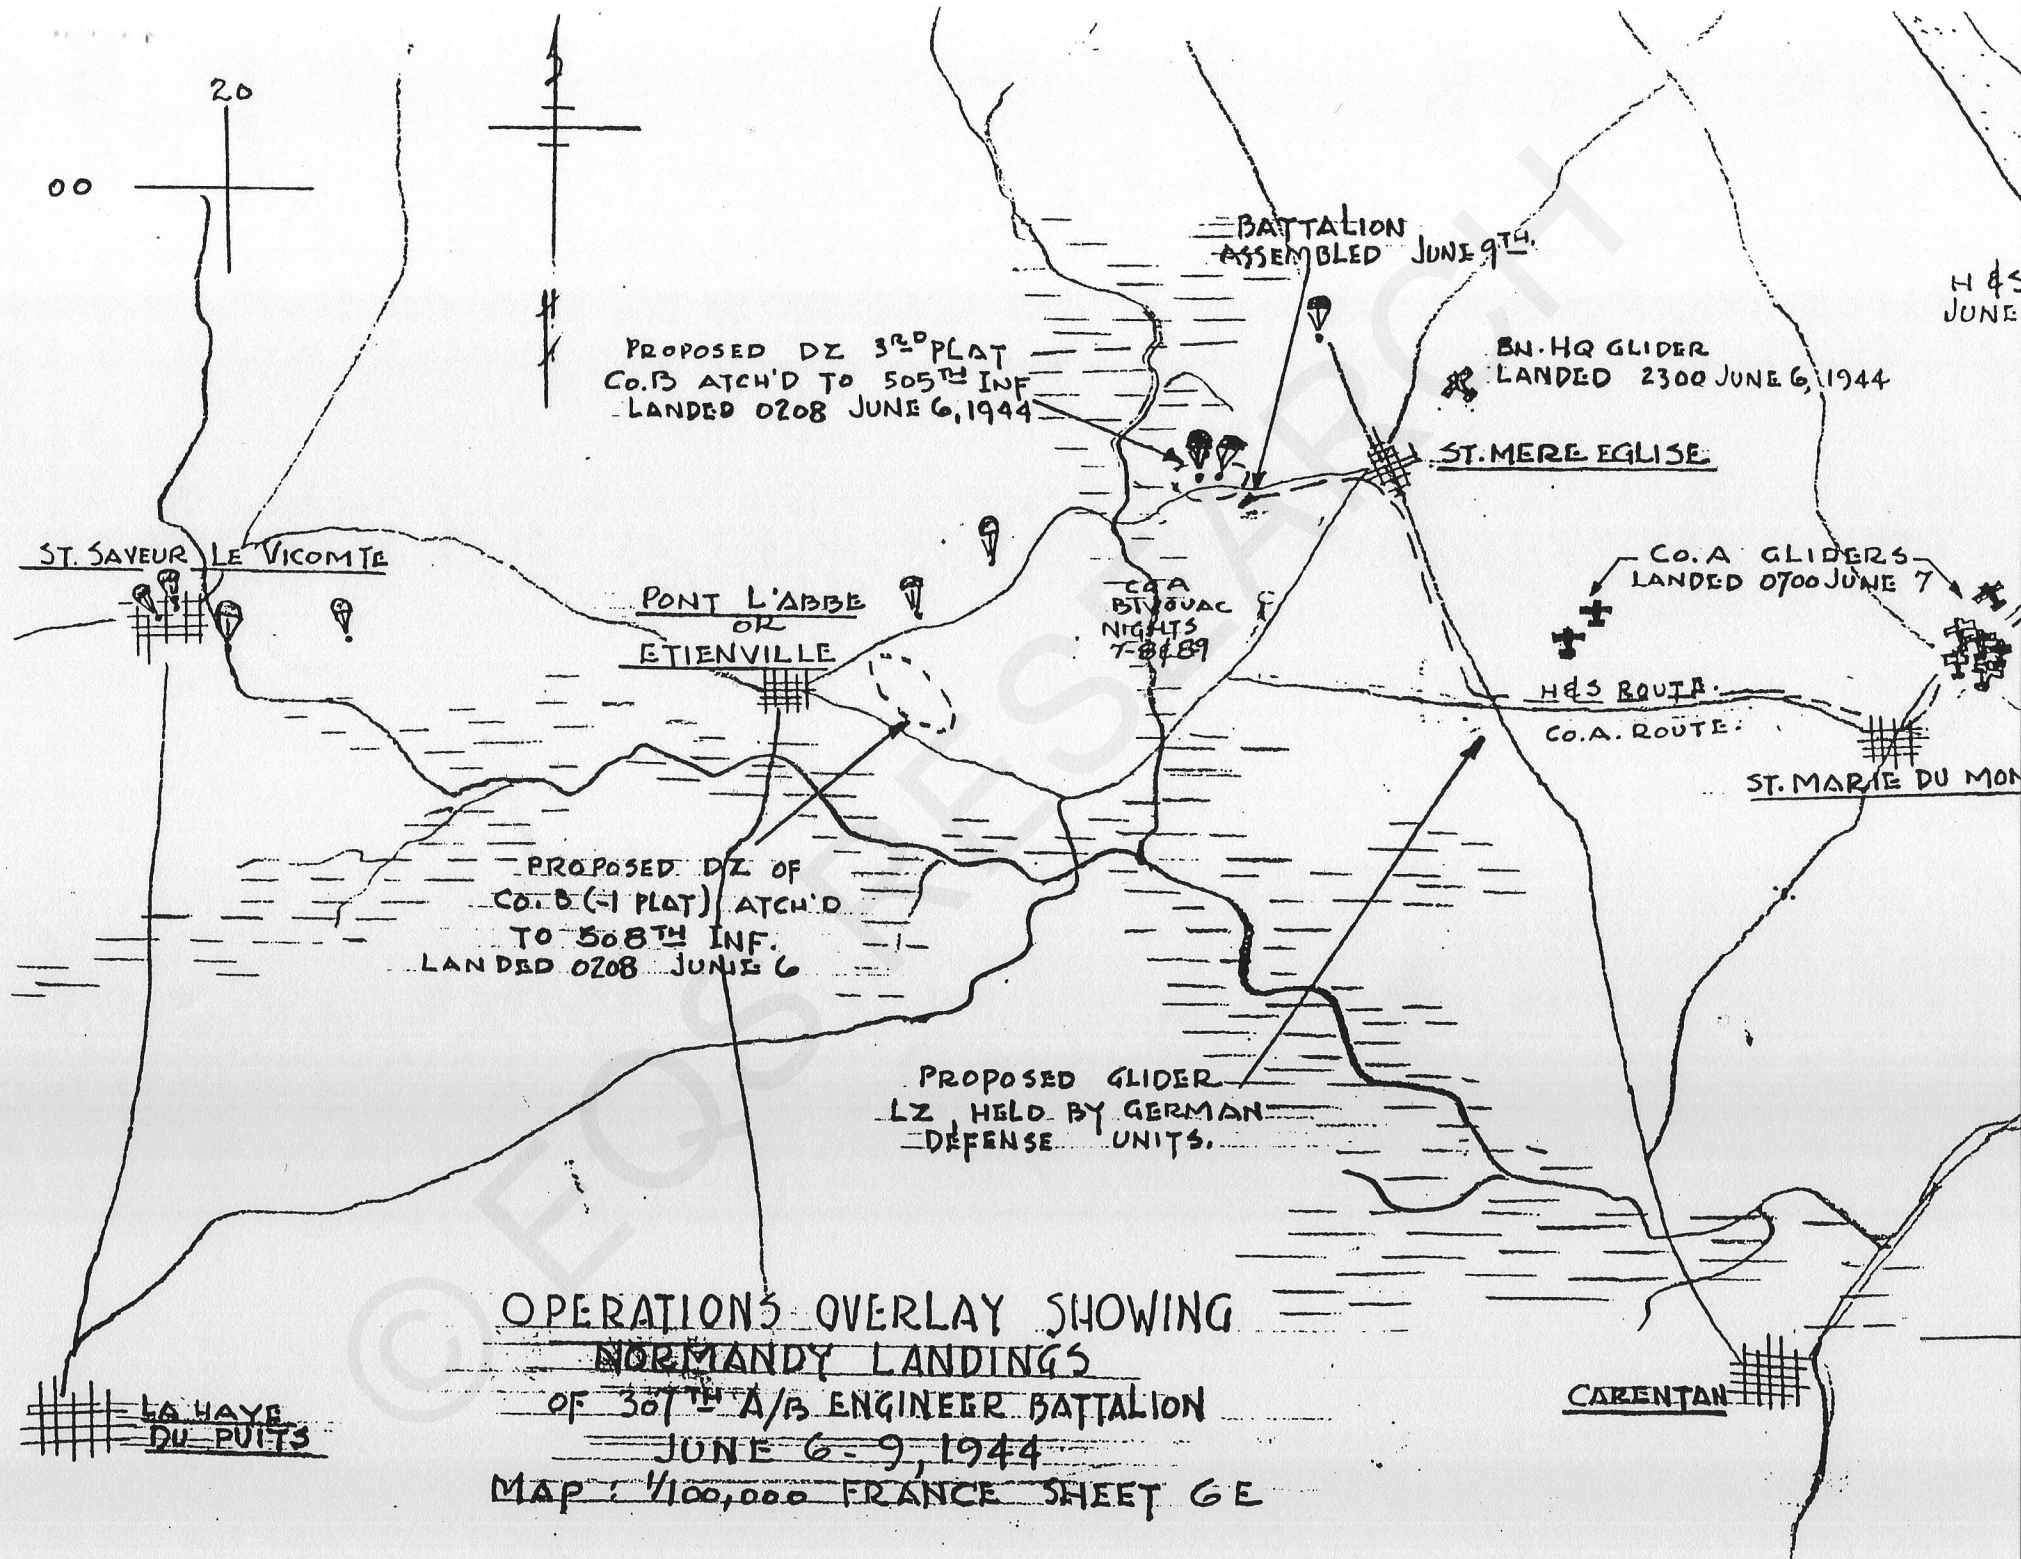 20
00
BATTALION
ASSEMBLED JUNE 9TH.
H & S
JUNE
PROPOSED DZ 3RD PLAT
CO.B ATCH'D TO 505TH INF
LANDED 0208 JUNE 6, 1944
BN. HQ GLIDER
LANDED 2300 JUNE 6, 1944
ST. MERE EGLISE
ST. SAVEUR LE VICOMTE
CO. A GLIDERS
LANDED 0700 JUNE 7
PONT L'ABBE
OR
ETIENVILLE
CO A
BIVOUAC
NIGHTS
7-8&89
H&S ROUTE.
CO.A. ROUTE.
ST. MARIE DU MON
PROPOSED DZ OF
CO. B (-1 PLAT) ATCH'D
TO 508TH INF.
LANDED 0208 JUNE 6
PROPOSED GLIDER
LZ, HELD BY GERMAN
DEFENSE UNITS.
OPERATIONS OVERLAY SHOWING
NORMANDY LANDINGS
OF 307TH A/B ENGINEER BATTALION
JUNE 6-9, 1944
MAP: 1/100,000 FRANCE SHEET 6E
LA HAYE
DU PUITS
CARENTAN
© EQS RESEARCH